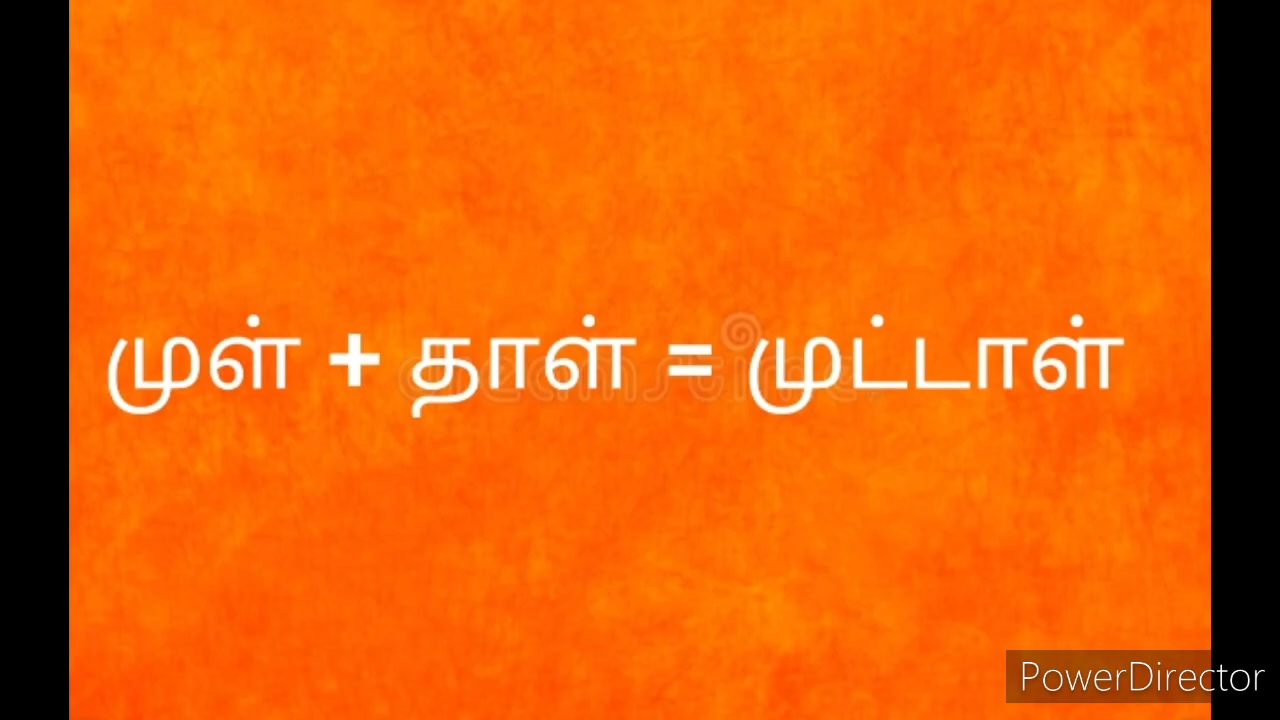 முள் + தாள் = முட்டாள்
PowerDirector